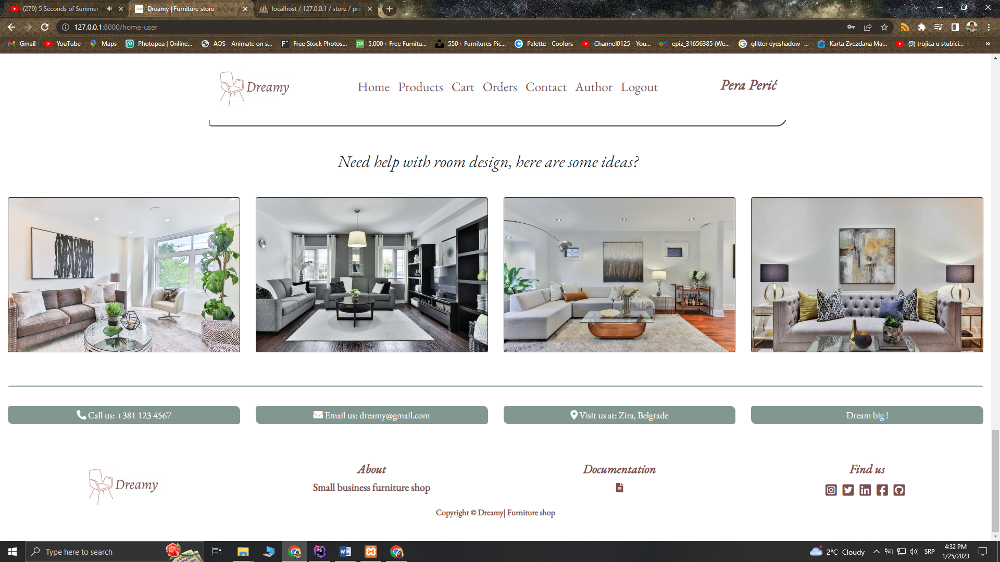 (279) 5 Seconds of Summer
Dreamy | Furniture store
localhost / 127.0.0.1 / store / pro
127.0.0.1:8000/home-user
Gmail
YouTube
Maps
Photopea | Online...
AOS - Animate on s...
Free Stock Photos...
5,000+ Free Furnitu...
550+ Furnitures Pic...
Palette - Coolors
Channel0125 - You...
epiz_31656385 (We...
glitter eyeshadow -...
Karta Zvezdana Ma...
(9) trojica u stubici...
»
Dreamy
Home Products Cart Orders Contact Author Logout
Pera Perić
Need help with room design, here are some ideas?
Call us: +381 123 4567
Email us: dreamy@gmail.com
Visit us at: Zira, Belgrade
Dream big !
Dreamy
About
Small business furniture shop
Documentation
Find us
Copyright © Dreamy| Furniture shop
Type here to search
2°C Cloudy
SRP
4:32 PM
1/25/2023